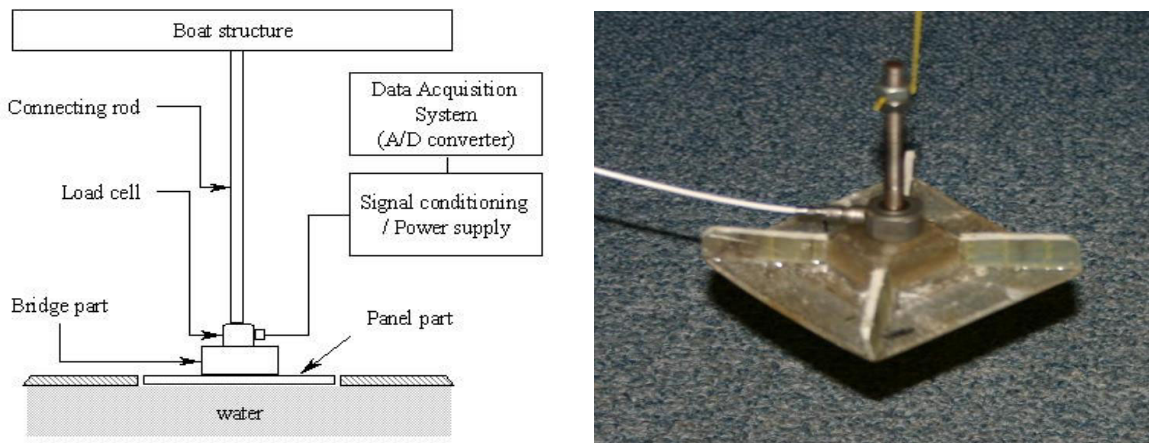 Boat structure
Connecting rod
Data Acquisition
System
(A/D converter)
Load cell
Signal conditioning
/ Power supply
Bridge part
Panel part
water